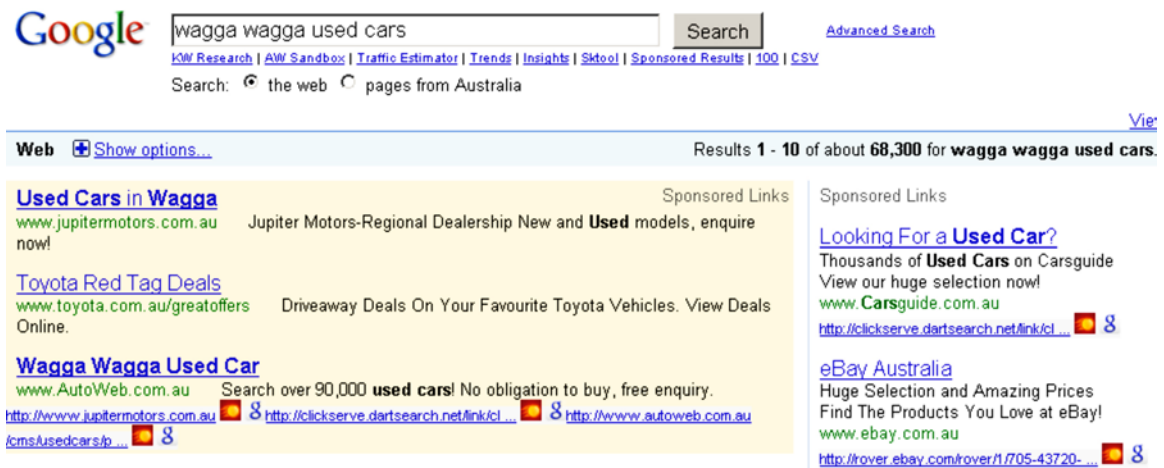 Google wagga wagga used cars Search Advanced Search
KW Research | AW Sandbox | Traffic Estimator | Trends | Insights | Sktool | Sponsored Results | 100 | CSV
Search: the web pages from Australia
Web Show options... Results 1 - 10 of about 68,300 for wagga wagga used cars.
Used Cars in Wagga Sponsored Links
www.jupitermotors.com.au Jupiter Motors-Regional Dealership New and Used models, enquire
now!
Toyota Red Tag Deals
www.toyota.com.au/greatoffers Driveaway Deals On Your Favourite Toyota Vehicles. View Deals
Online.
Wagga Wagga Used Car
www.AutoWeb.com.au Search over 90,000 used cars! No obligation to buy, free enquiry.
http://www.jupitermotors.com.au g http://clickserve.dartsearch.net/link/cl ... g http://www.autoweb.com.au
/cms/usedcars/p ... g
Sponsored Links
Looking For a Used Car?
Thousands of Used Cars on Carsguide
View our huge selection now!
www.Carsguide.com.au
http://clickserve.dartsearch.net/link/cl ... g
eBay Australia
Huge Selection and Amazing Prices
Find The Products You Love at eBay!
www.ebay.com.au
http://rover.ebay.com/rover/1/705-43720- ... g